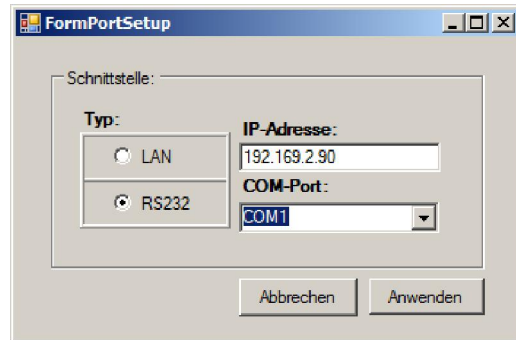 FormPortSetup
Schnittstelle:
Typ:
LAN
RS232
IP-Adresse:
192.169.2.90
COM-Port:
COM1
Abbrechen Anwenden